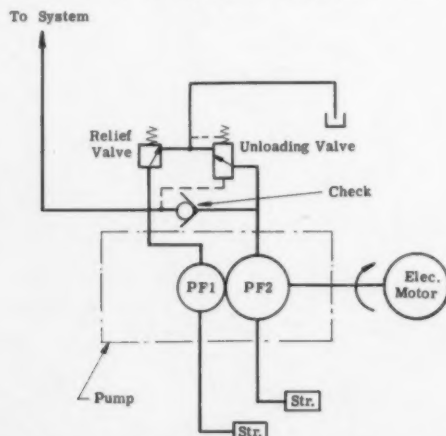 To System
Relief
Valve
Unloading Valve
Check
PF1
PF2
Elec.
Motor
Pump
Str.
Str.